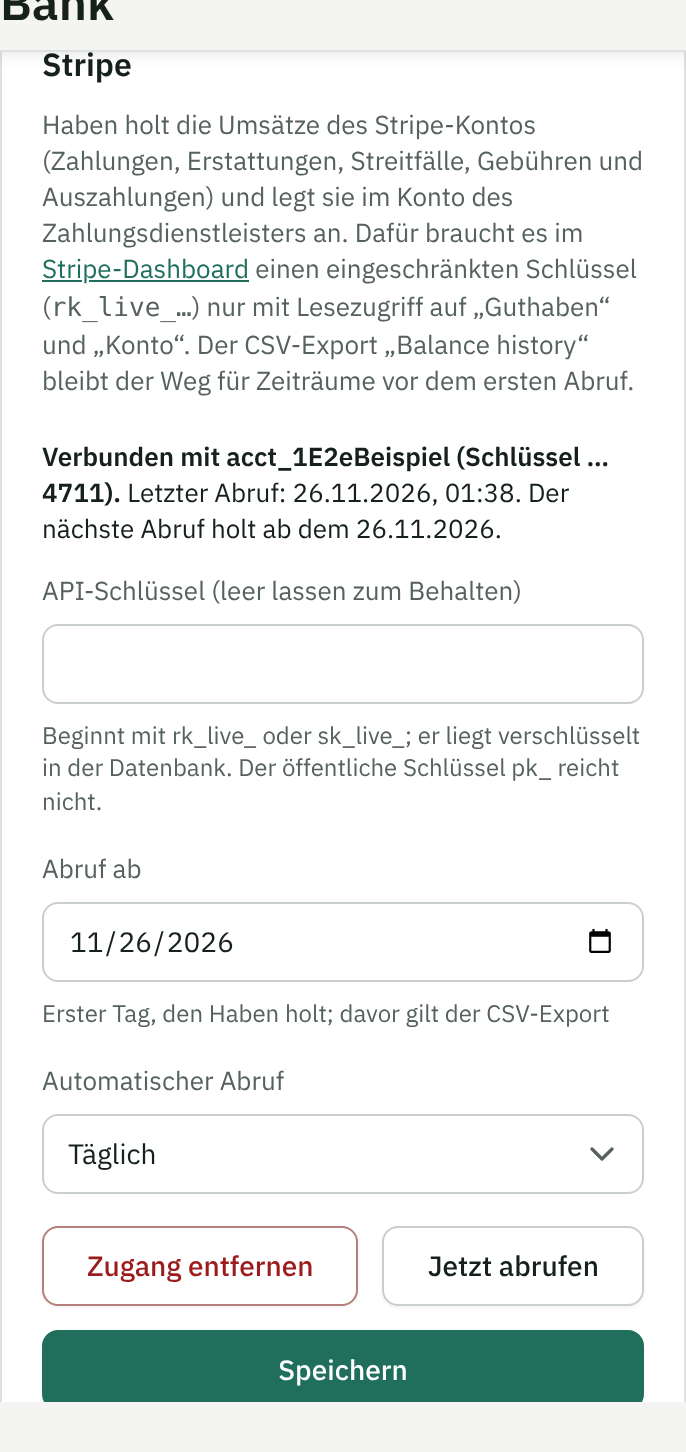 Bank
Stripe
Haben holt die Umsätze des Stripe-Kontos
(Zahlungen, Erstattungen, Streitfälle, Gebühren und
Auszahlungen) und legt sie im Konto des
Zahlungsdienstleisters an. Dafür braucht es im
Stripe-Dashboard einen eingeschränkten Schlüssel
(rk_live_…) nur mit Lesezugriff auf „Guthaben“
und „Konto“. Der CSV-Export „Balance history“
bleibt der Weg für Zeiträume vor dem ersten Abruf.
Verbunden mit acct_1E2eBeispiel (Schlüssel …
4711). Letzter Abruf: 26.11.2026, 01:38. Der
nächste Abruf holt ab dem 26.11.2026.
API-Schlüssel (leer lassen zum Behalten)
Beginnt mit rk_live_ oder sk_live_; er liegt verschlüsselt
in der Datenbank. Der öffentliche Schlüssel pk_ reicht
nicht.
Abruf ab
11/26/2026
Erster Tag, den Haben holt; davor gilt der CSV-Export
Automatischer Abruf
Täglich
Zugang entfernen
Jetzt abrufen
Speichern